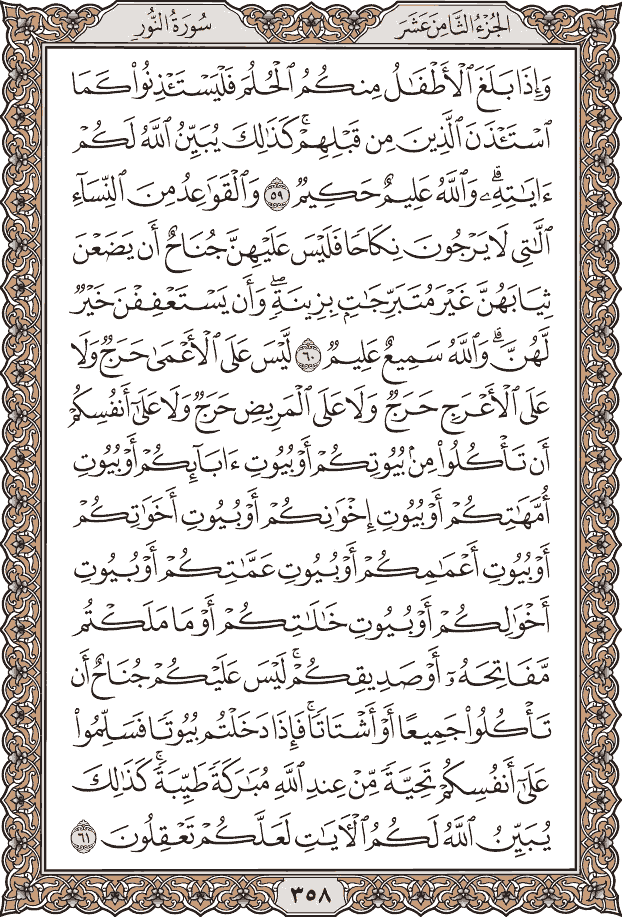 الجُزْءُ الثَّامِنَ عَشَرَ
سُورَةُ النُّورِ
وَإِذَا بَلَغَ ٱلْأَطْفَـٰلُ مِنكُمُ ٱلْحُلُمَ فَلْيَسْتَـْٔذِنُوا۟ كَمَا
ٱسْتَـْٔذَنَ ٱلَّذِينَ مِن قَبْلِهِمْ ۚ كَذَٰلِكَ يُبَيِّنُ ٱللَّهُ لَكُمْ
ءَايَـٰتِهِۦ ۗ وَٱللَّهُ عَلِيمٌ حَكِيمٌ ٥٩ وَٱلْقَوَٰعِدُ مِنَ ٱلنِّسَآءِ
ٱلَّـٰتِى لَا يَرْجُونَ نِكَاحًا فَلَيْسَ عَلَيْهِنَّ جُنَاحٌ أَن يَضَعْنَ
ثِيَابَهُنَّ غَيْرَ مُتَبَرِّجَـٰتٍۭ بِزِينَةٍ ۖ وَأَن يَسْتَعْفِفْنَ خَيْرٌ
لَّهُنَّ ۗ وَٱللَّهُ سَمِيعٌ عَلِيمٌ ٦٠ لَّيْسَ عَلَى ٱلْأَعْمَىٰ حَرَجٌ وَلَا
عَلَى ٱلْأَعْرَجِ حَرَجٌ وَلَا عَلَى ٱلْمَرِيضِ حَرَجٌ وَلَا عَلَىٰٓ أَنفُسِكُمْ
أَن تَأْكُلُوا۟ مِنۢ بُيُوتِكُمْ أَوْ بُيُوتِ ءَابَآئِكُمْ أَوْ بُيُوتِ
أُمَّهَـٰتِكُمْ أَوْ بُيُوتِ إِخْوَٰنِكُمْ أَوْ بُيُوتِ أَخَوَٰتِكُمْ
أَوْ بُيُوتِ أَعْمَـٰمِكُمْ أَوْ بُيُوتِ عَمَّـٰتِكُمْ أَوْ بُيُوتِ
أَخْوَٰلِكُمْ أَوْ بُيُوتِ خَـٰلَـٰتِكُمْ أَوْ مَا مَلَكْتُم
مَّفَاتِحَهُۥٓ أَوْ صَدِيقِكُمْ ۚ لَيْسَ عَلَيْكُمْ جُنَاحٌ أَن
تَأْكُلُوا۟ جَمِيعًا أَوْ أَشْتَاتًا ۚ فَإِذَا دَخَلْتُم بُيُوتًا فَسَلِّمُوا۟
عَلَىٰٓ أَنفُسِكُمْ تَحِيَّةً مِّنْ عِندِ ٱللَّهِ مُبَـٰرَكَةً طَيِّبَةً ۚ كَذَٰلِكَ
يُبَيِّنُ ٱللَّهُ لَكُمُ ٱلْـَٔايَـٰتِ لَعَلَّكُمْ تَعْقِلُونَ ٦١
٣٥٨